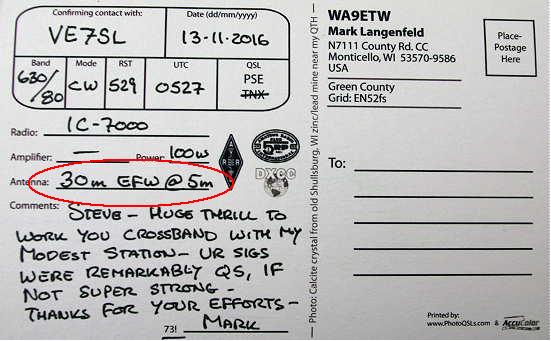 Confirming contact with: Date (dd/mm/yyyy)
VE7SL 13-11-2016
Band Mode RST UTC QSL
630/80 CW 529 0527 PSE TNX
Radio: IC-7000
Amplifier: — Power: 100W
Antenna: 30m EFW @ 5m
Comments: STEVE - HUGE THRILL TO
WORK YOU CROSSBAND WITH MY
MODEST STATION - UR SIGS
WERE REMARKABLY Q5, IF
NOT SUPER STRONG -
THANKS FOR YOUR EFFORTS -
73! MARK
DXCC
Photo: Calcite crystal from old Shullsburg, WI zinc/lead mine near my QTH
WA9ETW
Mark Langenfeld
N7111 County Rd. CC
Monticello, WI 53570-9586
USA
Green County
Grid: EN52fs
Place-
Postage
Here
To:
Printed by:
www.PhotoQSLs.com & AccuColor